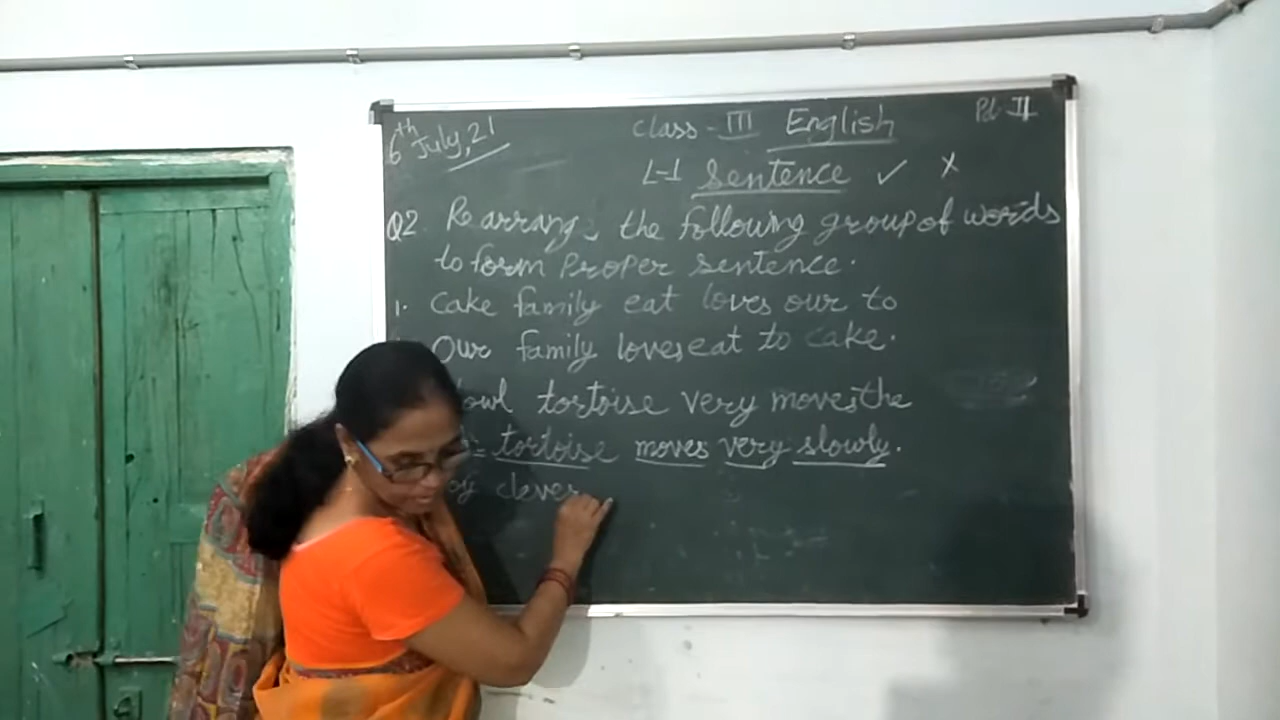 6th July, 21
Class - III English
Pd-II
L-1 Sentence ✓ x
Q2. Rearrang, the following group of words
to form Proper sentence.
1. Cake family eat loves our to
Our family loves eat to cake.
tortoise very moves the
tortoise moves very slowly.
clever